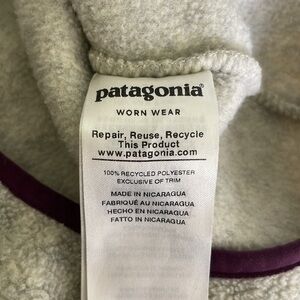 patagonia®
WORN WEAR
Repair, Reuse, Recycle
This Product
www.patagonia.com
100% RECYCLED POLYESTER
EXCLUSIVE OF TRIM
MADE IN NICARAGUA
FABRIQUÉ AU NICARAGUA
HECHO EN NICARAGUA
FATTO IN NICARAGUA